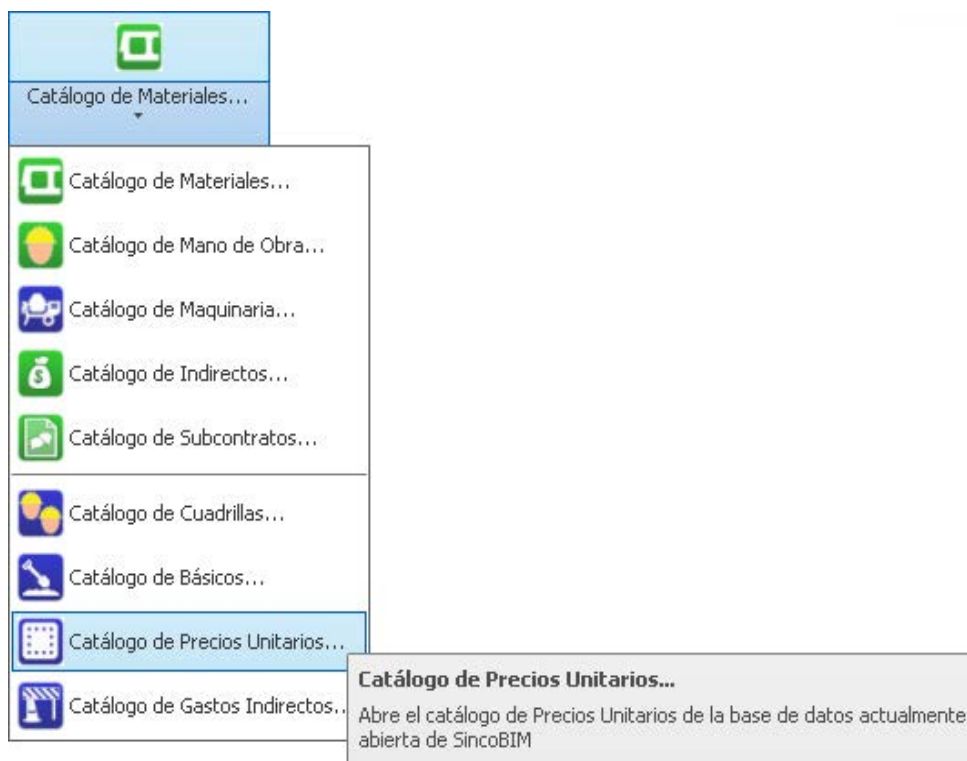 Catálogo de Materiales...
Catálogo de Materiales...
Catálogo de Mano de Obra...
Catálogo de Maquinaria...
Catálogo de Indirectos...
Catálogo de Subcontratos...
Catálogo de Cuadrillas...
Catálogo de Básicos...
Catálogo de Precios Unitarios...
Catálogo de Gastos Indirectos..
Catálogo de Precios Unitarios...
Abre el catálogo de Precios Unitarios de la base de datos actualmente
abierta de SincoBIM